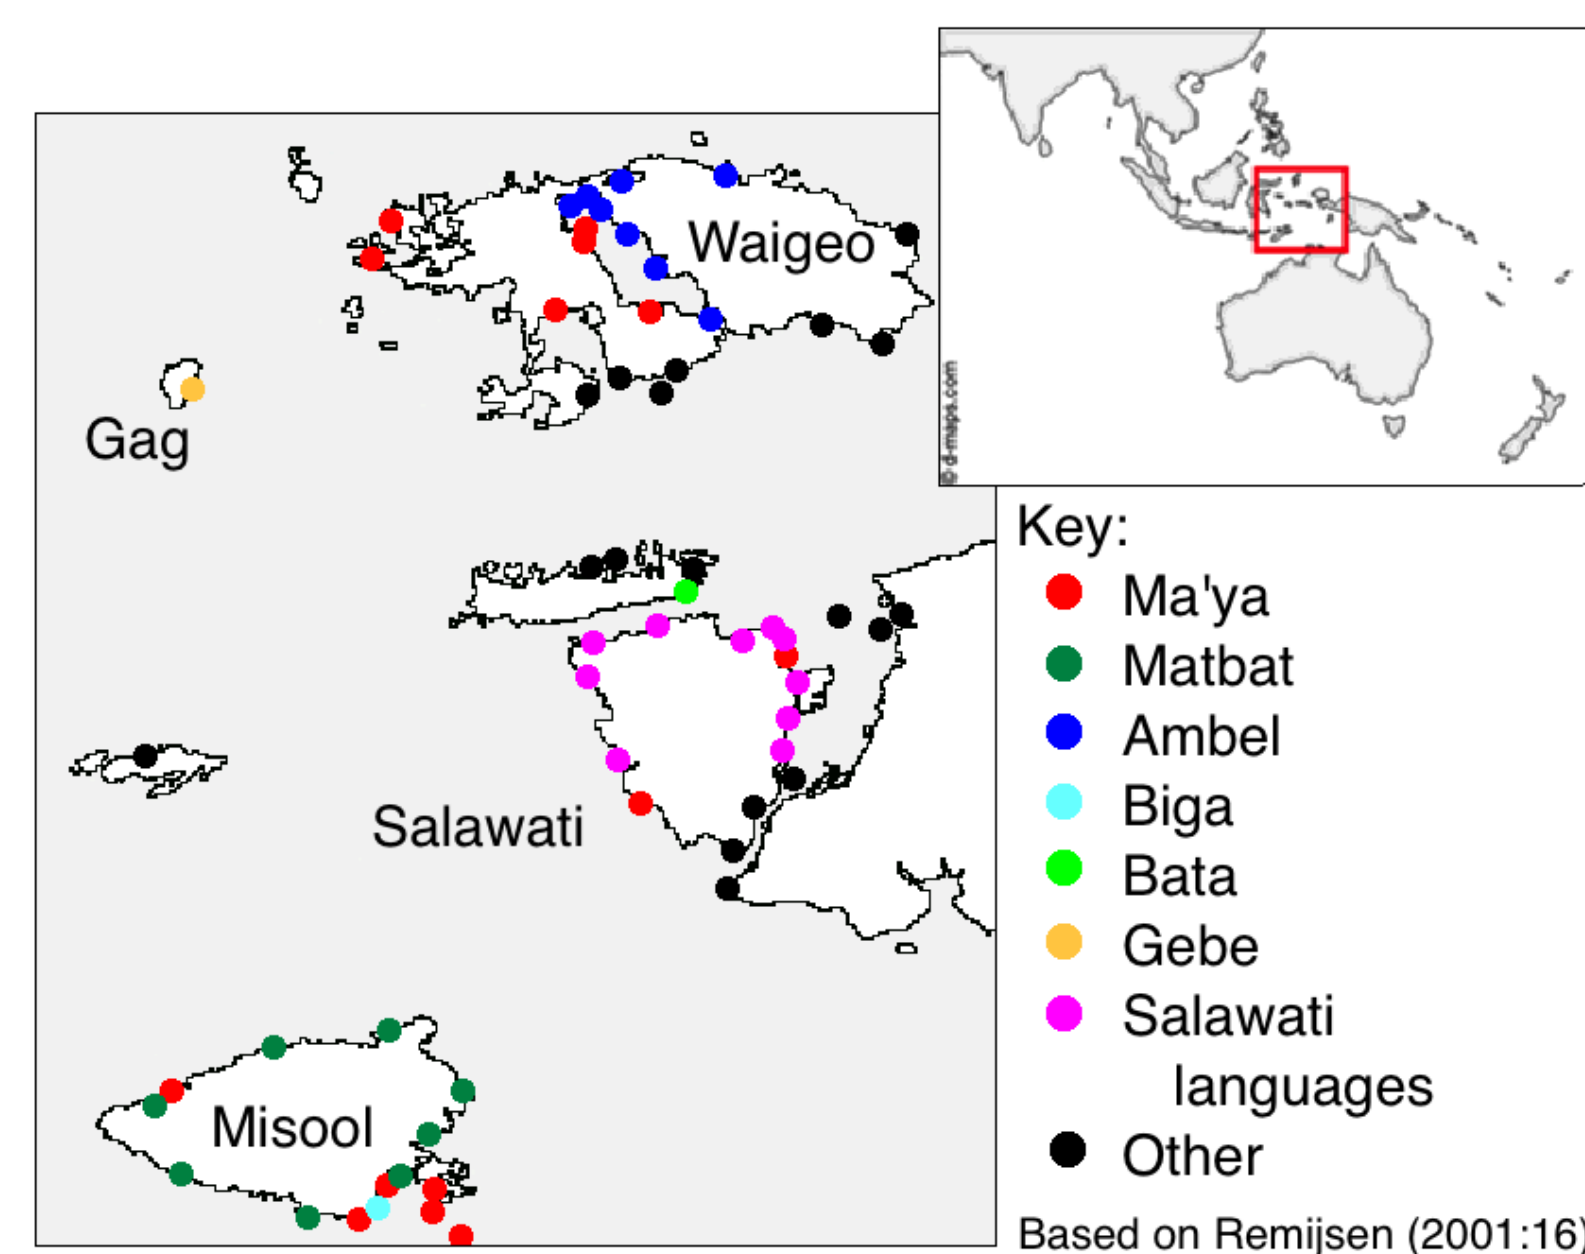 Waigeo
Gag
Salawati
Misool
© d-maps.com
Key:
Ma'ya
Matbat
Ambel
Biga
Bata
Gebe
Salawati
languages
Other
Based on Remijsen (2001:16)